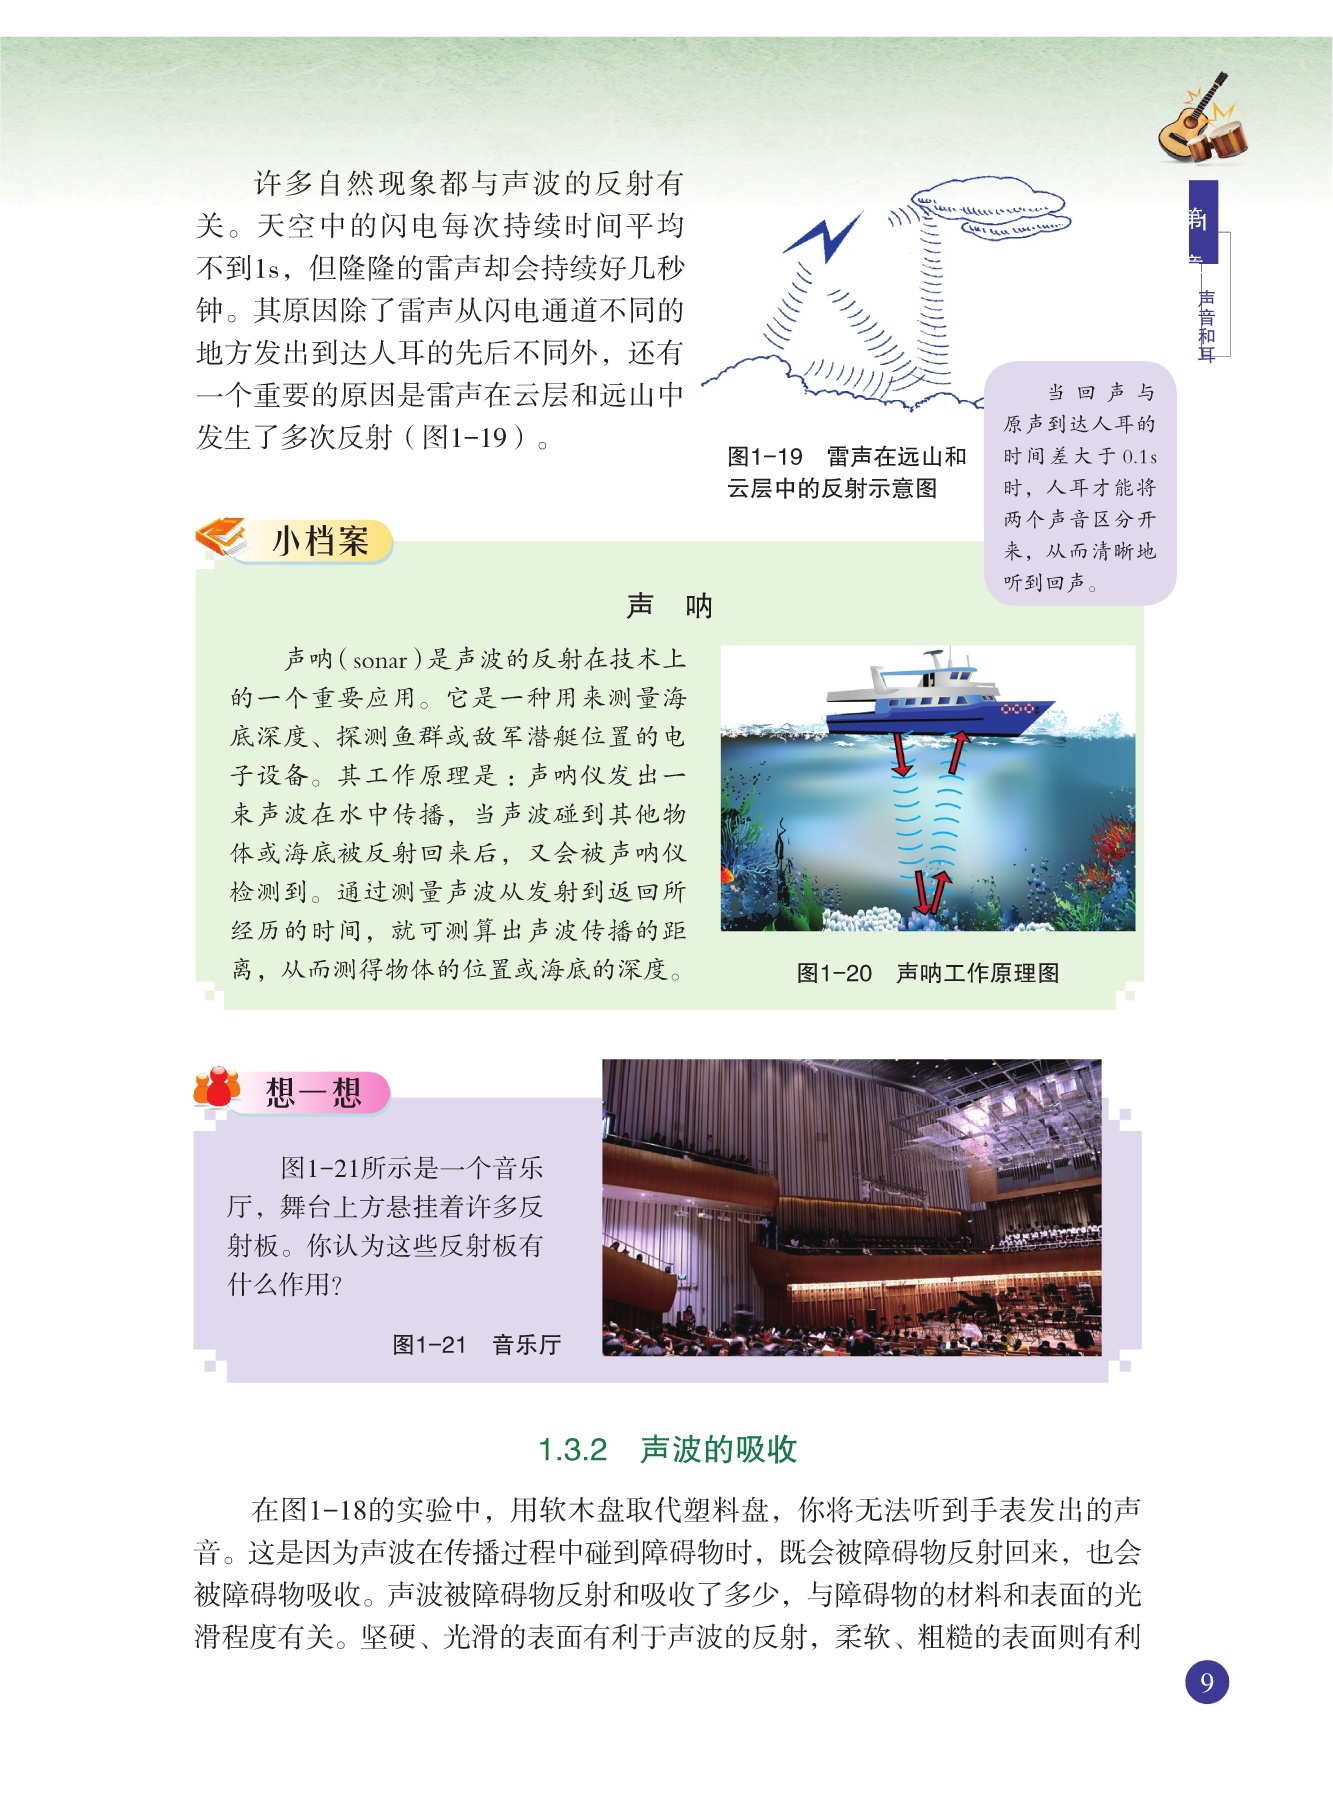 许多自然现象都与声波的反射有
关。天空中的闪电每次持续时间平均
不到1s，但隆隆的雷声却会持续好几秒
钟。其原因除了雷声从闪电通道不同的
地方发出到达人耳的先后不同外，还有
一个重要的原因是雷声在云层和远山中
发生了多次反射（图1-19）。
图1-19 雷声在远山和
云层中的反射示意图
第1章
声音和耳
当回声与
原声到达人耳的
时间差大于0.1s
时，人耳才能将
两个声音区分开
来，从而清晰地
听到回声。
小档案
声 呐
声呐（sonar）是声波的反射在技术上
的一个重要应用。它是一种用来测量海
底深度、探测鱼群或敌军潜艇位置的电
子设备。其工作原理是：声呐仪发出一
束声波在水中传播，当声波碰到其他物
体或海底被反射回来后，又会被声呐仪
检测到。通过测量声波从发射到返回所
经历的时间，就可测算出声波传播的距
离，从而测得物体的位置或海底的深度。
图1-20 声呐工作原理图
想一想
图1-21所示是一个音乐
厅，舞台上方悬挂着许多反
射板。你认为这些反射板有
什么作用?
图1-21 音乐厅
1.3.2 声波的吸收
在图1-18的实验中，用软木盘取代塑料盘，你将无法听到手表发出的声
音。这是因为声波在传播过程中碰到障碍物时，既会被障碍物反射回来，也会
被障碍物吸收。声波被障碍物反射和吸收了多少，与障碍物的材料和表面的光
滑程度有关。坚硬、光滑的表面有利于声波的反射，柔软、粗糙的表面则有利
9